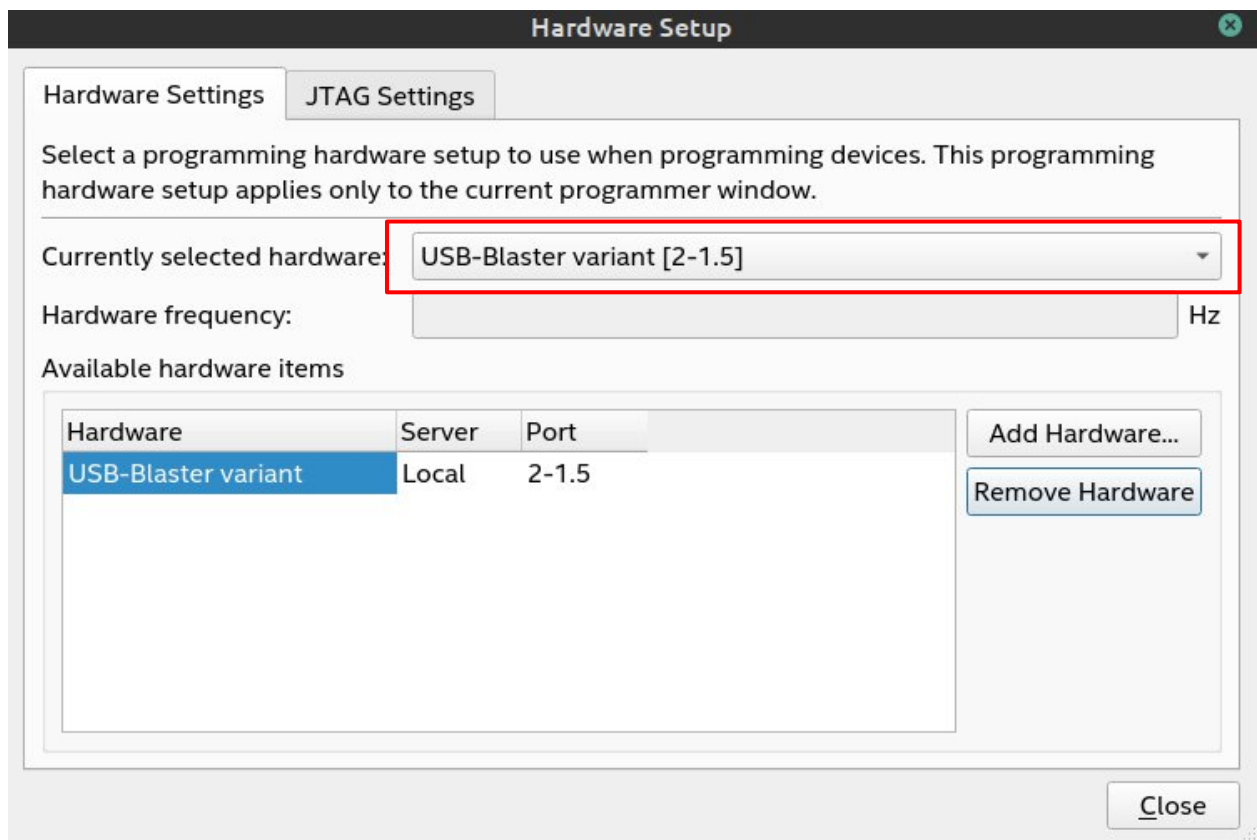 Hardware Setup
Hardware Settings
JTAG Settings
Select a programming hardware setup to use when programming devices. This programming
hardware setup applies only to the current programmer window.
Currently selected hardware:
USB-Blaster variant [2-1.5]
Hardware frequency:
Hz
Available hardware items
Hardware Server Port
USB-Blaster variant Local 2-1.5
Add Hardware...
Remove Hardware
Close